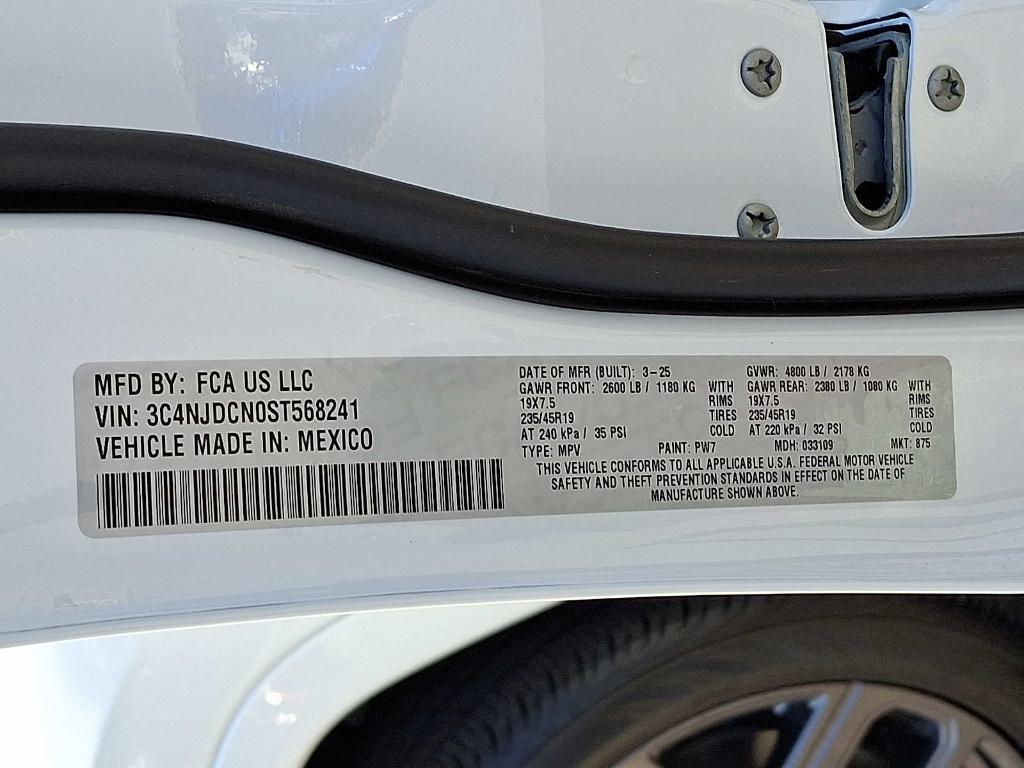 MFD BY: FCA US LLC
VIN: 3C4NJDCN0ST568241
VEHICLE MADE IN: MEXICO
DATE OF MFR (BUILT): 3-25
GVWR: 4800 LB / 2178 KG
GAWR FRONT: 2600 LB / 1180 KG WITH
GAWR REAR: 2380 LB / 1080 KG WITH
19X7.5 RIMS
19X7.5 RIMS
235/45R19 TIRES
235/45R19 TIRES
AT 240 kPa / 35 PSI COLD
AT 220 kPa / 32 PSI COLD
TYPE: MPV PAINT: PW7 MDH: 033109 MKT: 875
THIS VEHICLE CONFORMS TO ALL APPLICABLE U.S.A. FEDERAL MOTOR VEHICLE
SAFETY AND THEFT PREVENTION STANDARDS IN EFFECT ON THE DATE OF
MANUFACTURE SHOWN ABOVE.